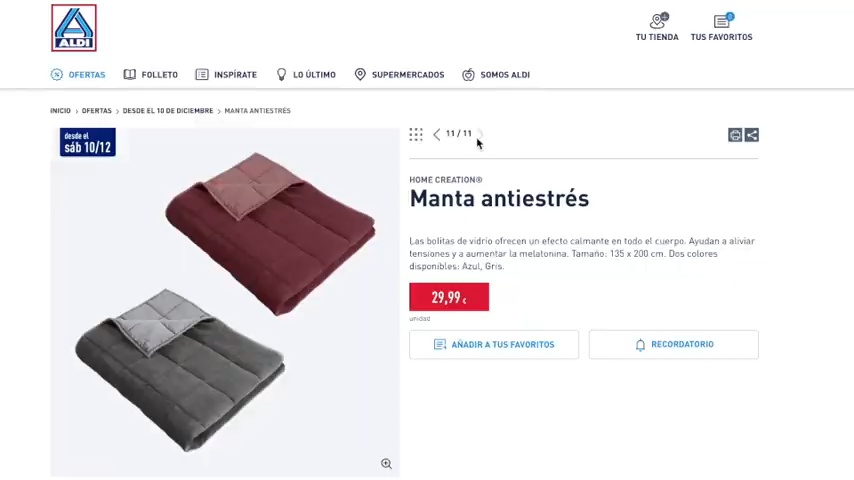 ALDI
TU TIENDA
TUS FAVORITOS
OFERTAS
FOLLETO
INSPÍRATE
LO ÚLTIMO
SUPERMERCADOS
SOMOS ALDI
INICIO > OFERTAS > DESDE EL 10 DE DICIEMBRE > MANTA ANTIESTRÉS
desde el
sáb 10/12
11 / 11
HOME CREATION®
Manta antiestrés
Las bolitas de vidrio ofrecen un efecto calmante en todo el cuerpo. Ayudan a aliviar
tensiones y a aumentar la melatonina. Tamaño: 135 x 200 cm. Dos colores
disponibles: Azul, Gris.
29,99 €
unidad
AÑADIR A TUS FAVORITOS
RECORDATORIO